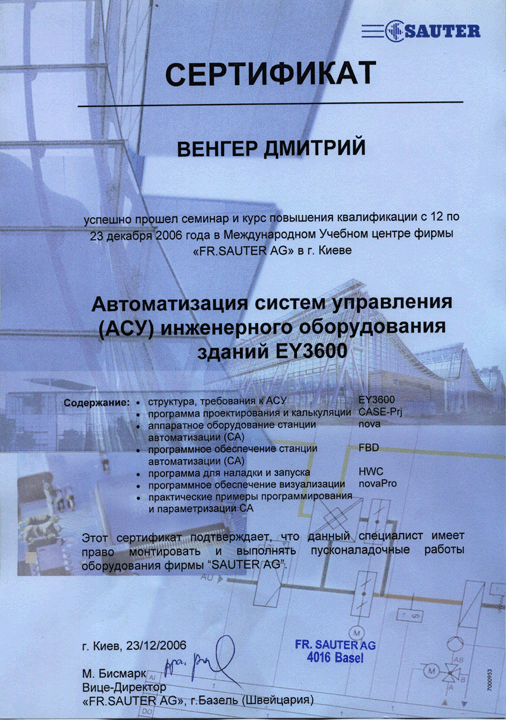 SAUTER
СЕРТИФИКАТ
ВЕНГЕР ДМИТРИЙ
успешно прошел семинар и курс повышения квалификации с 12 по
23 декабря 2006 года в Международном Учебном центре фирмы
«FR.SAUTER AG» в г. Киеве
Автоматизация систем управления
(АСУ) инженерного оборудования
зданий EY3600
Содержание: • структура, требования к АСУ EY3600
• программа проектирования и калькуляции CASE-Prj
• аппаратное оборудование станции nova
автоматизации (СА)
• программное обеспечение станции FBD
автоматизации (СА)
• программа для наладки и запуска HWC
• программное обеспечение визуализации novaPro
• практические примеры программирования
и параметризации СА
Этот сертификат подтверждает, что данный специалист имеет
право монтировать и выполнять пусконаладочные работы
оборудования фирмы "SAUTER AG".
AU
M
г. Киев, 23/12/2006
FR. SAUTER AG
4016 Basel
М. Бисмарк
Вице-Директор
«FR.SAUTER AG», г.Базель (Швейцария)
AI
DO
M
AB
A
B
7000933